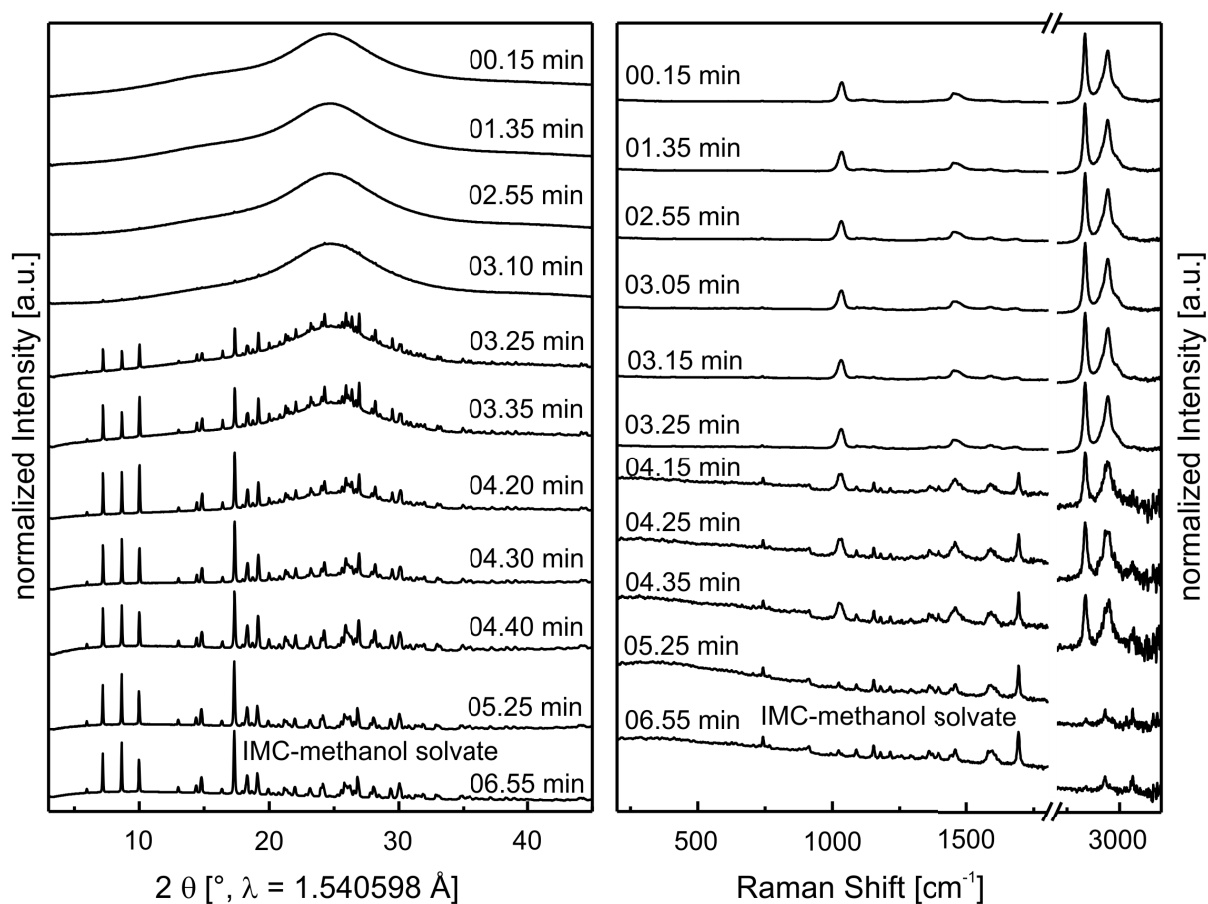 normalized Intensity [a.u.]
00.15 min
01.35 min
02.55 min
03.10 min
03.25 min
03.35 min
04.20 min
04.30 min
04.40 min
05.25 min
IMC-methanol solvate
06.55 min
10
20
30
40
2 θ [°, λ = 1.540598 Å]
00.15 min
01.35 min
02.55 min
03.05 min
03.15 min
03.25 min
04.15 min
04.25 min
04.35 min
05.25 min
06.55 min
IMC-methanol solvate
500
1000
1500
3000
Raman Shift [cm⁻¹]
normalized Intensity [a.u.]